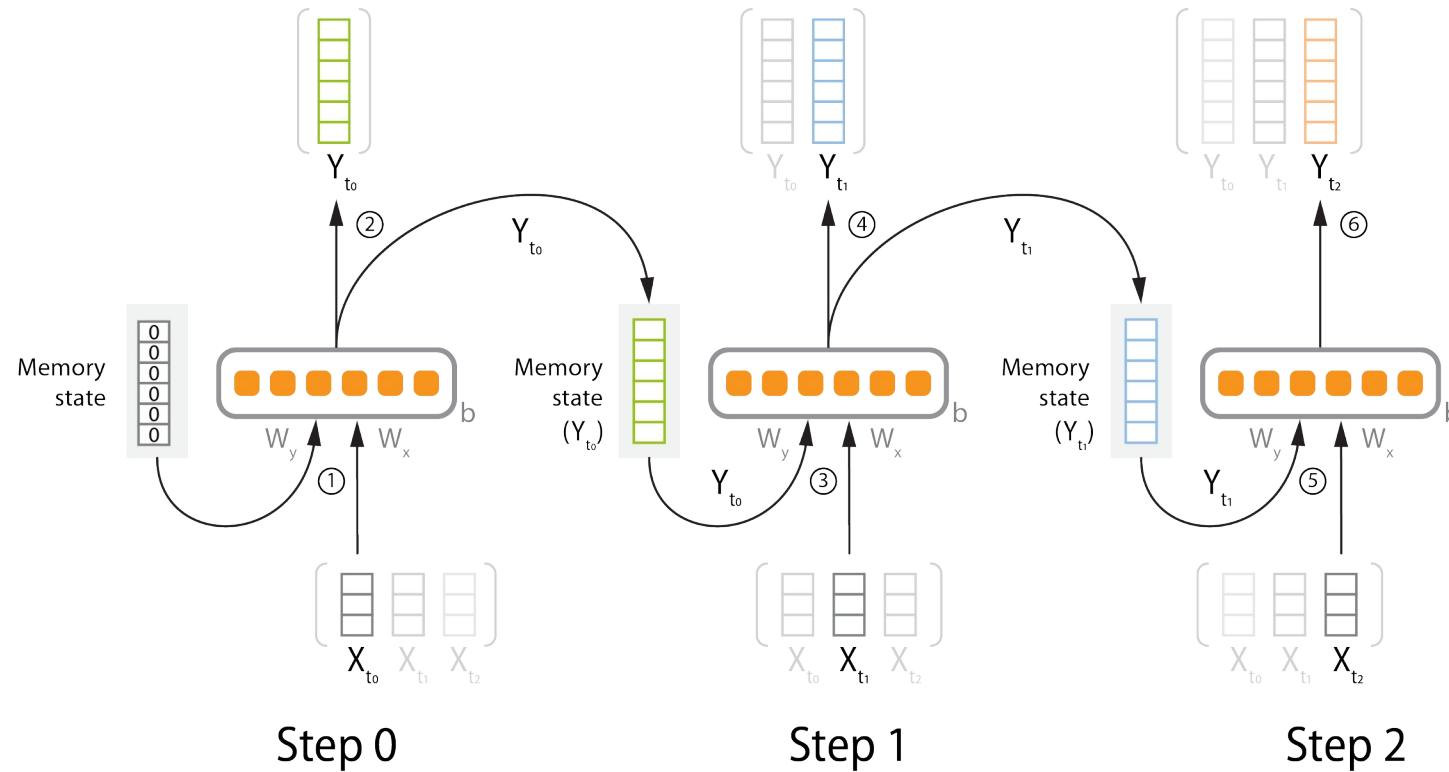 Y t0
Y t0 Y t1
Y t0 Y t1 Y t2
② ④ ⑥
Y t0
Y t1
Memory
state
0
0
0
0
0
0
b
Memory
state
(Y t0)
b
Memory
state
(Y t1)
b
W y W x
W y W x
W y W x
① ③ ⑤
Y t0
Y t1
X t0 X t1 X t2
X t0 X t1 X t2
X t0 X t1 X t2
Step 0
Step 1
Step 2